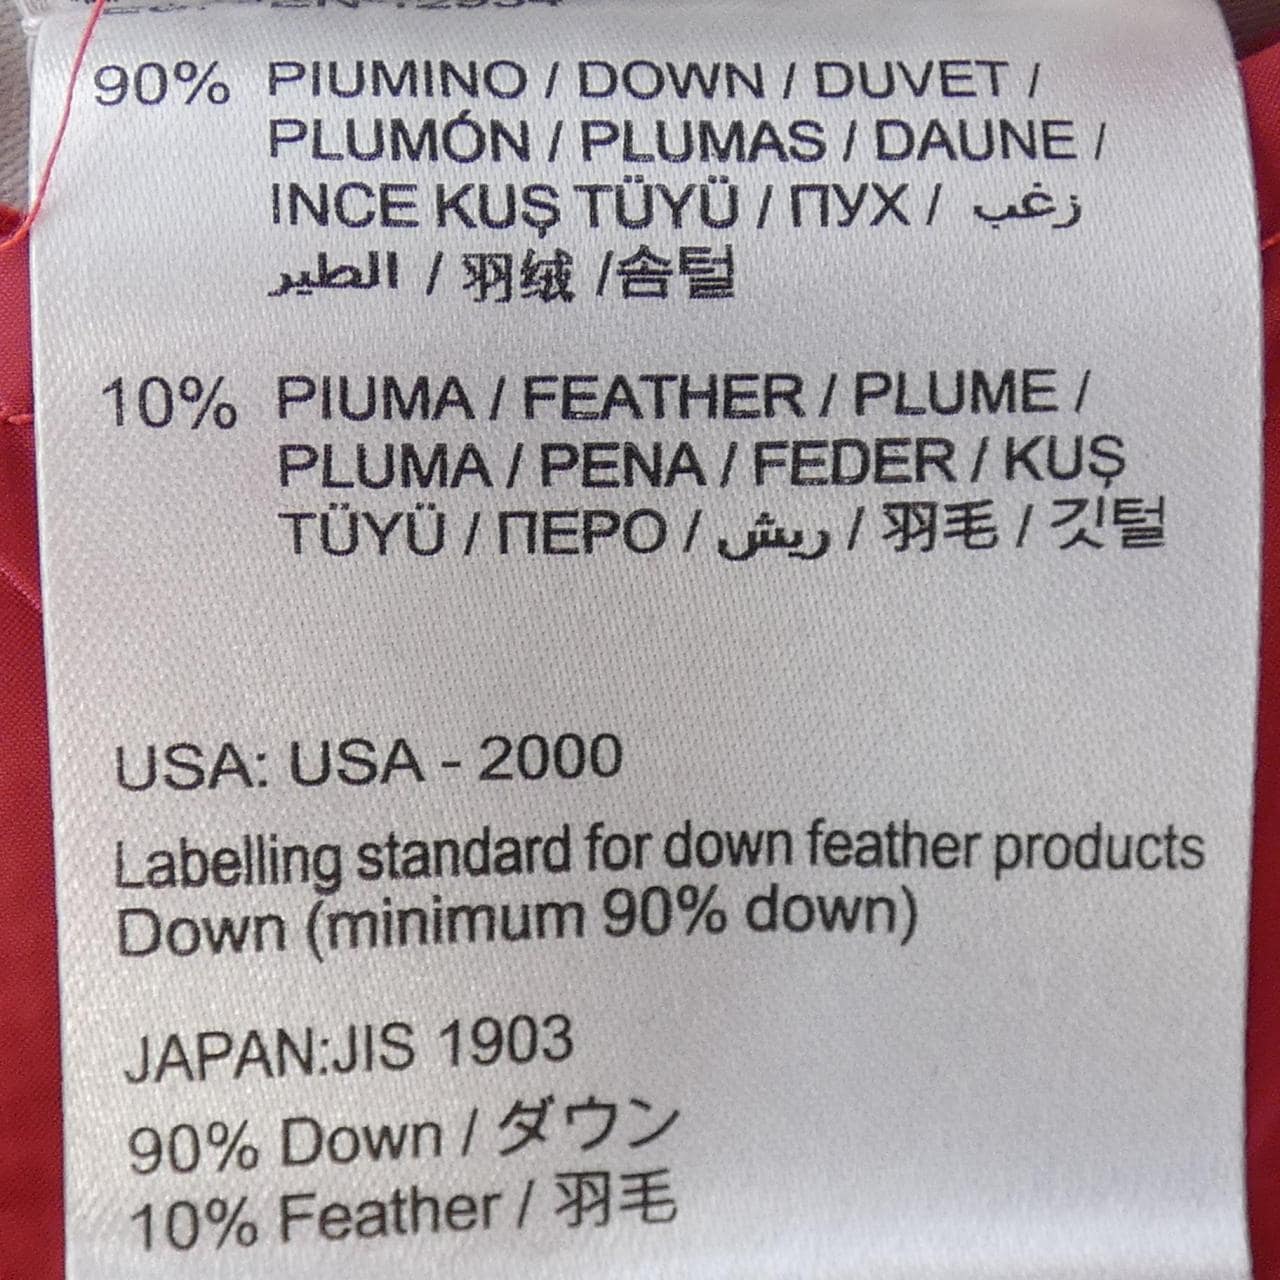 90% PIUMINO / DOWN / DUVET /
PLUMÓN / PLUMAS / DAUNE /
INCE KUŞ TÜYÜ / ПУХ / زغب
الطير / 羽绒 /솜털
10% PIUMA / FEATHER / PLUME /
PLUMA / PENA / FEDER / KUŞ
TÜYÜ / ПЕРО / ريش / 羽毛 / 깃털
USA: USA - 2000
Labelling standard for down feather products
Down (minimum 90% down)
JAPAN:JIS 1903
90% Down / ダウン
10% Feather / 羽毛